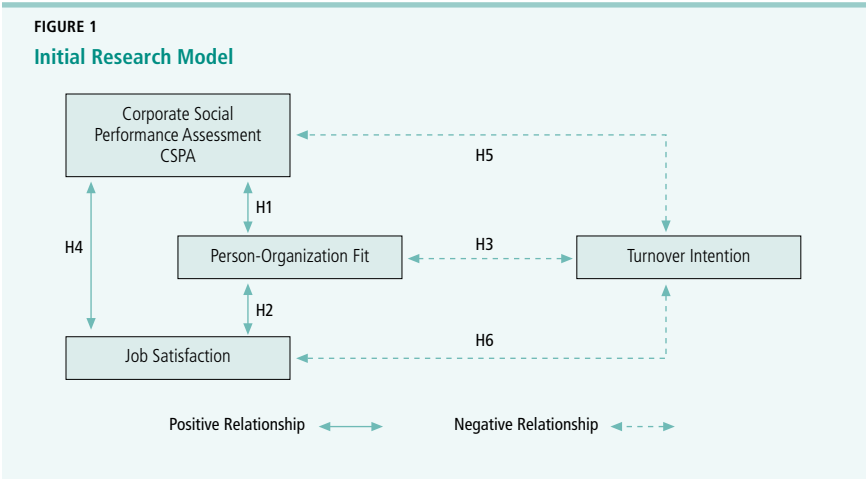 FIGURE 1
Initial Research Model
Corporate Social
Performance Assessment
CSPA
H5
H1
H4
Person-Organization Fit
H3
Turnover Intention
H2
Job Satisfaction
H6
Positive Relationship
Negative Relationship